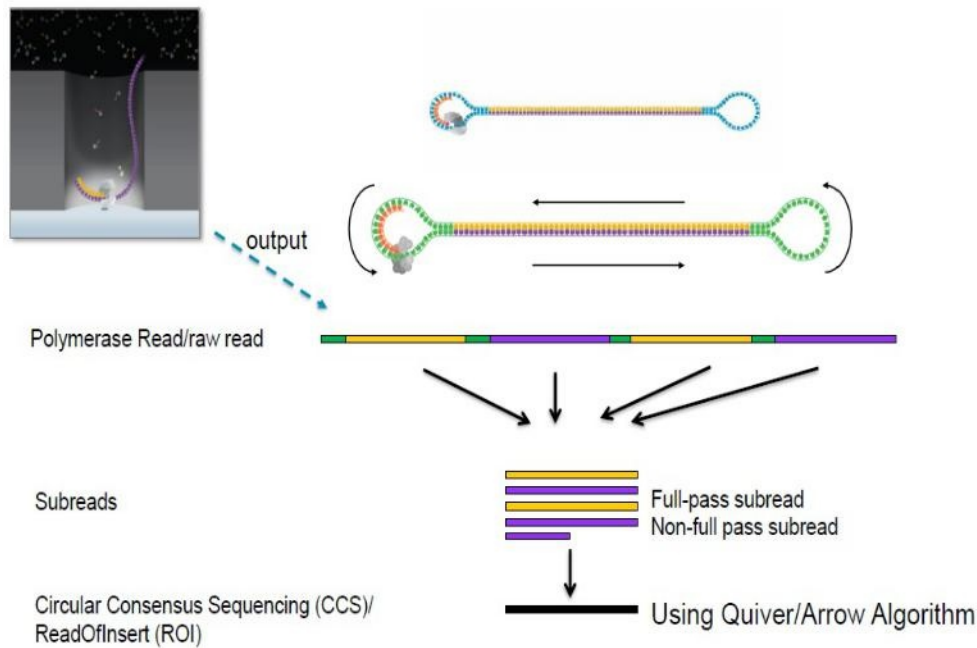 output
Polymerase Read/raw read
Subreads
Full-pass subread
Non-full pass subread
Circular Consensus Sequencing (CCS)/
ReadOfInsert (ROI)
Using Quiver/Arrow Algorithm